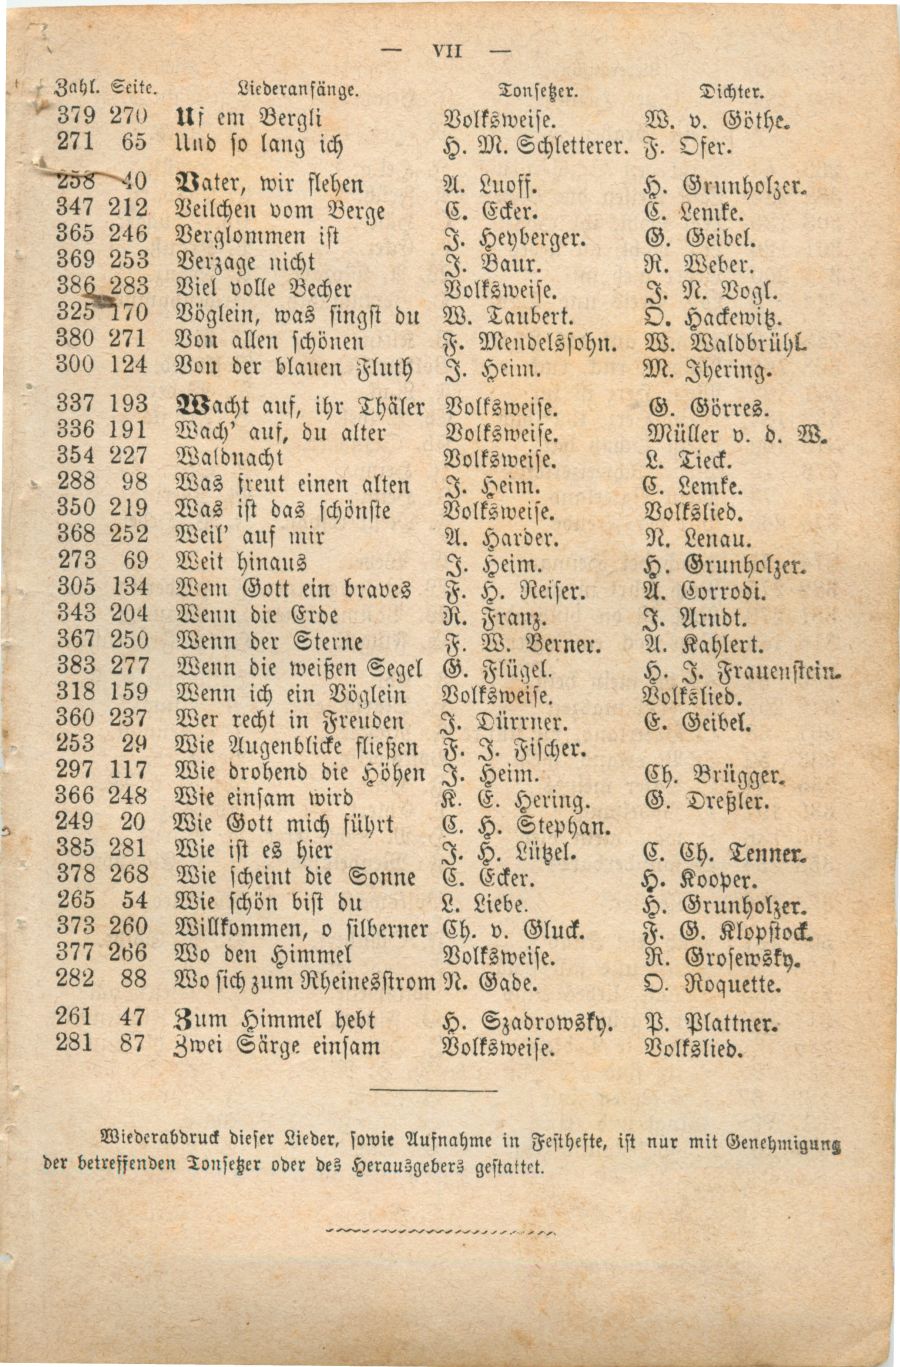 — VII —
Zahl. Seite. Liederanfänge. Tonsetzer. Dichter.
379 270 Uf em Bergli Volksweise. W. v. Göthe.
271 65 Und so lang ich H. M. Schletterer. F. Oser.
258 40 Vater, wir flehen A. Luoff. H. Grunholzer.
347 212 Veilchen vom Berge C. Ecker. C. Lemke.
365 246 Verglommen ist J. Heyberger. G. Geibel.
369 253 Verzage nicht J. Baur. R. Weber.
386 283 Viel volle Becher Volksweise. J. N. Vogl.
325 170 Vöglein, was singst du W. Taubert. O. Hackewitz.
380 271 Von allen schönen F. Mendelssohn. W. Waldbrühl.
300 124 Von der blauen Fluth J. Heim. M. Ihering.
337 193 Wacht auf, ihr Thäler Volksweise. G. Görres.
336 191 Wach' auf, du alter Volksweise. Müller v. d. W.
354 227 Waldnacht Volksweise. L. Tieck.
288 98 Was freut einen alten J. Heim. C. Lemke.
350 219 Was ist das schönste Volksweise. Volkslied.
368 252 Weil' auf mir A. Harder. N. Lenau.
273 69 Weit hinaus J. Heim. H. Grunholzer.
305 134 Wem Gott ein braves F. H. Reiser. A. Corrodi.
343 204 Wenn die Erde R. Franz. J. Arndt.
367 250 Wenn der Sterne F. W. Berner. A. Kahlert.
383 277 Wenn die weißen Segel G. Flügel. H. J. Frauenstein.
318 159 Wenn ich ein Vöglein Volksweise. Volkslied.
360 237 Wer recht in Freuden J. Dürrner. E. Geibel.
253 29 Wie Augenblicke fließen F. J. Fischer.
297 117 Wie drohend die Höhen J. Heim. Ch. Brügger.
366 248 Wie einsam wird K. E. Hering. G. Dreßler.
249 20 Wie Gott mich führt C. H. Stephan.
385 281 Wie ist es hier J. H. Lützel. C. Ch. Tenner.
378 268 Wie scheint die Sonne C. Ecker. H. Kooper.
265 54 Wie schön bist du L. Liebe. H. Grunholzer.
373 260 Willkommen, o silberner Ch. v. Gluck. F. G. Klopstock.
377 266 Wo den Himmel Volksweise. R. Grosewsky.
282 88 Wo sich zum Rheinesstrom N. Gade. O. Roquette.
261 47 Zum Himmel hebt H. Szadrowsky. P. Plattner.
281 87 Zwei Särge einsam Volksweise. Volkslied.
Wiederabdruck dieser Lieder, sowie Aufnahme in Festhefte, ist nur mit Genehmigung
der betreffenden Tonsetzer oder des Herausgebers gestattet.